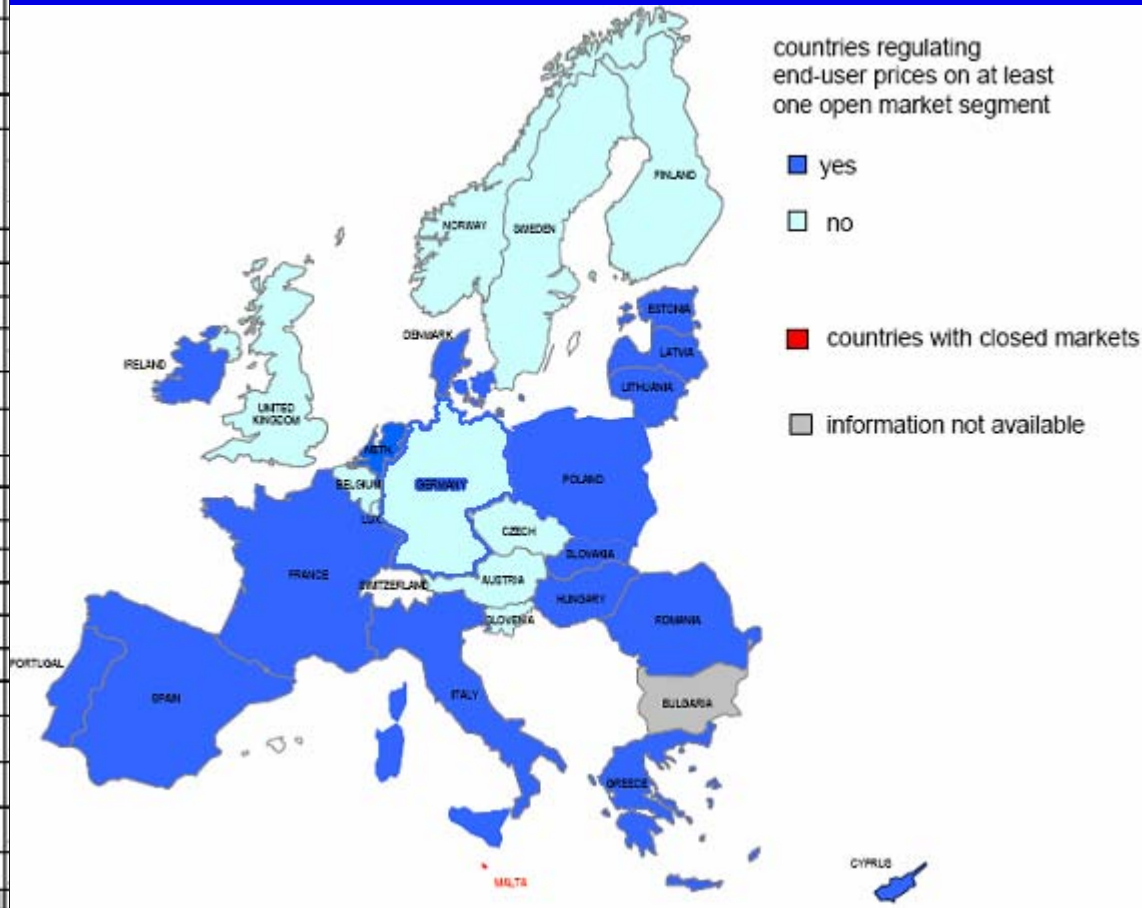 countries regulating
end-user prices on at least
one open market segment
yes
no
countries with closed markets
information not available
FINLAND
NORWAY
SWEDEN
ESTONIA
DENMARK
LATVIA
IRELAND
LITHUANIA
UNITED
KINGDOM
NETH.
BELGIUM
GERMANY
POLAND
LUX.
CZECH
SLOVAKIA
FRANCE
SWITZERLAND
AUSTRIA
HUNGARY
SLOVENIA
ROMANIA
PORTUGAL
SPAIN
ITALY
BULGARIA
GREECE
CYPRUS
MALTA